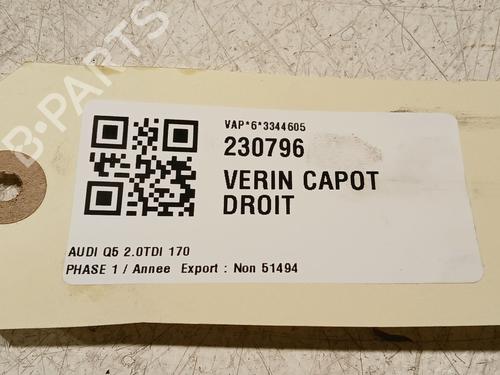 B-PARTS
VAP*6*3344605
230796
VERIN CAPOT
DROIT
AUDI Q5 2.0TDI 170
PHASE 1 / Annee Export : Non 51494